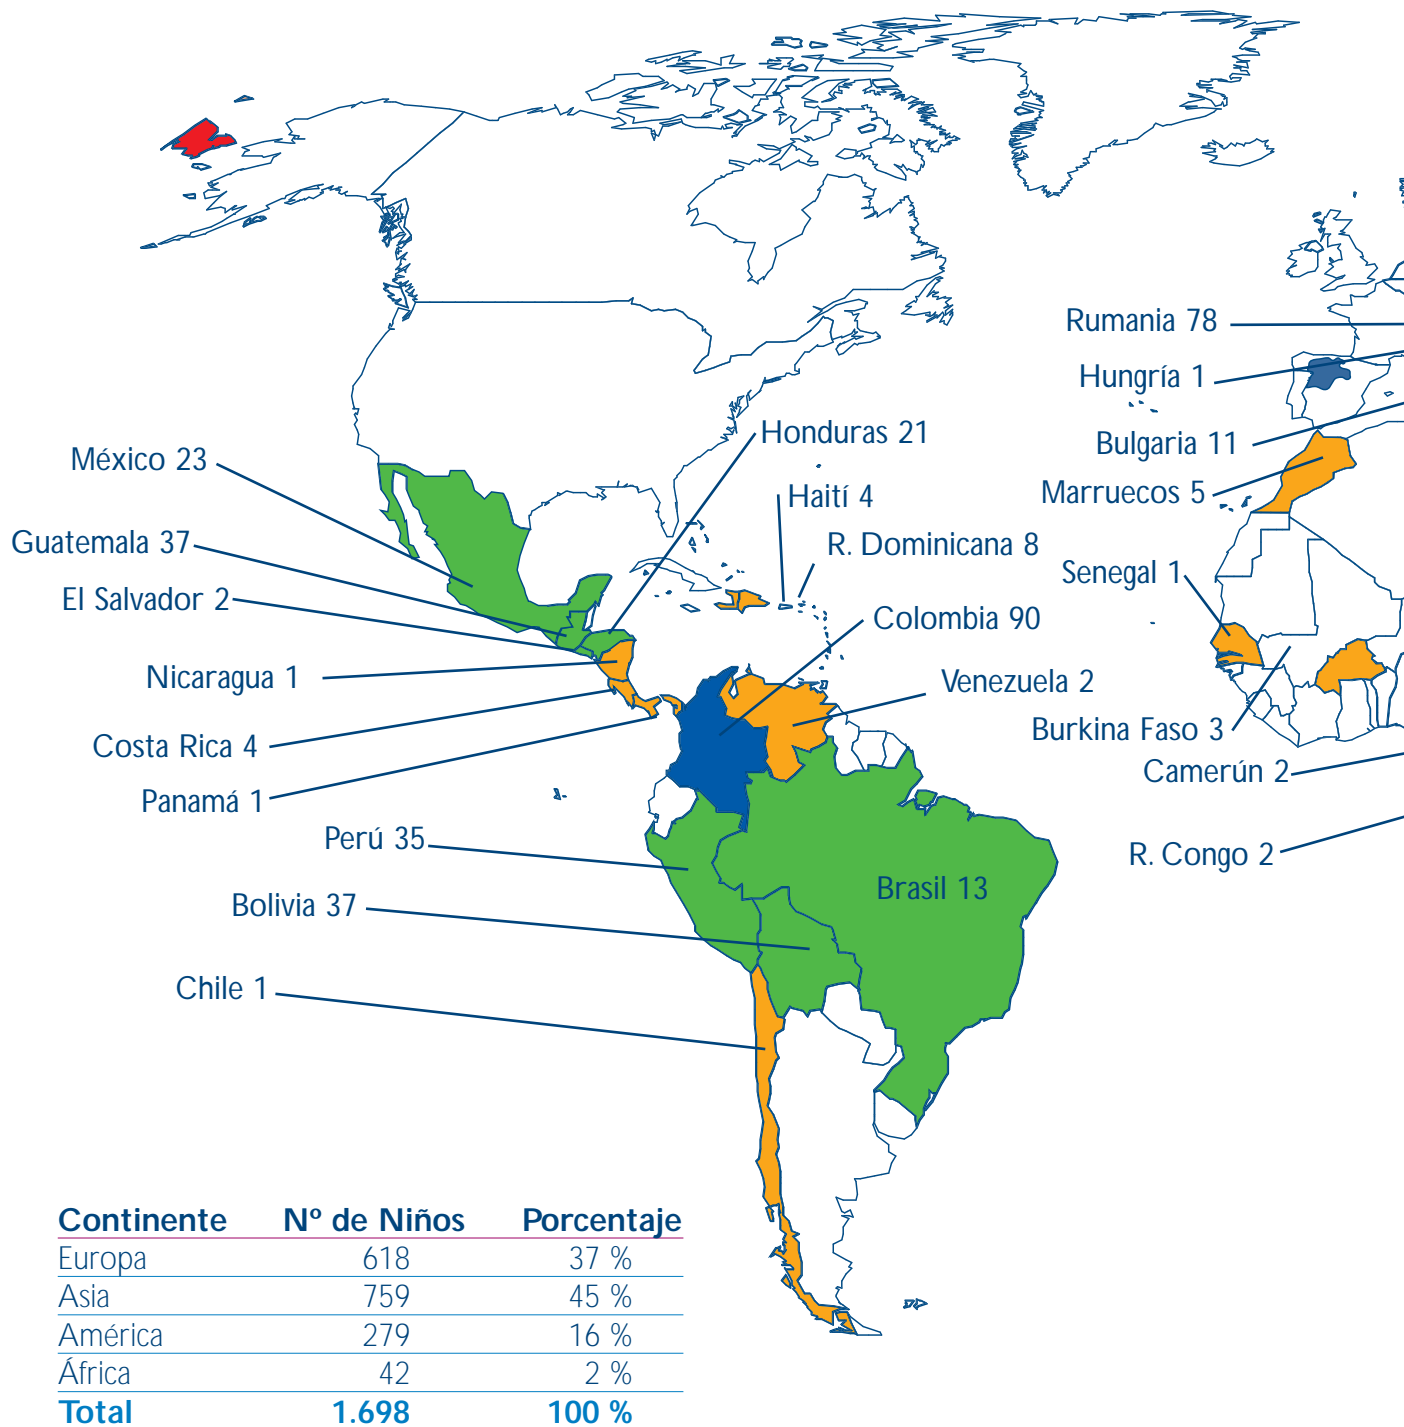 Rumania 78
Hungría 1
Bulgaria 11
Honduras 21
México 23
Marruecos 5
Haití 4
Guatemala 37
R. Dominicana 8
Senegal 1
El Salvador 2
Colombia 90
Nicaragua 1
Venezuela 2
Burkina Faso 3
Costa Rica 4
Camerún 2
Panamá 1
Perú 35
R. Congo 2
Brasil 13
Bolivia 37
Chile 1
Continente Nº de Niños Porcentaje
Europa 618 37 %
Asia 759 45 %
América 279 16 %
África 42 2 %
Total 1.698 100 %